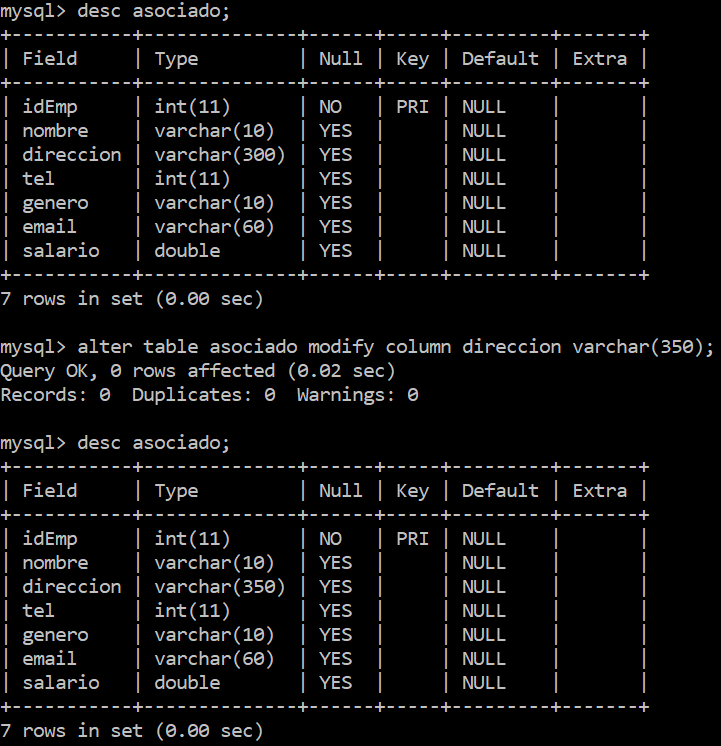 mysql> desc asociado;
+-----------+--------------+------+-----+---------+-------+
| Field     | Type         | Null | Key | Default | Extra |
+-----------+--------------+------+-----+---------+-------+
| idEmp     | int(11)      | NO   | PRI | NULL    |       |
| nombre    | varchar(10)  | YES  |     | NULL    |       |
| direccion | varchar(300) | YES  |     | NULL    |       |
| tel       | int(11)      | YES  |     | NULL    |       |
| genero    | varchar(10)  | YES  |     | NULL    |       |
| email     | varchar(60)  | YES  |     | NULL    |       |
| salario   | double       | YES  |     | NULL    |       |
+-----------+--------------+------+-----+---------+-------+
7 rows in set (0.00 sec)

mysql> alter table asociado modify column direccion varchar(350);
Query OK, 0 rows affected (0.02 sec)
Records: 0  Duplicates: 0  Warnings: 0

mysql> desc asociado;
+-----------+--------------+------+-----+---------+-------+
| Field     | Type         | Null | Key | Default | Extra |
+-----------+--------------+------+-----+---------+-------+
| idEmp     | int(11)      | NO   | PRI | NULL    |       |
| nombre    | varchar(10)  | YES  |     | NULL    |       |
| direccion | varchar(350) | YES  |     | NULL    |       |
| tel       | int(11)      | YES  |     | NULL    |       |
| genero    | varchar(10)  | YES  |     | NULL    |       |
| email     | varchar(60)  | YES  |     | NULL    |       |
| salario   | double       | YES  |     | NULL    |       |
+-----------+--------------+------+-----+---------+-------+
7 rows in set (0.00 sec)